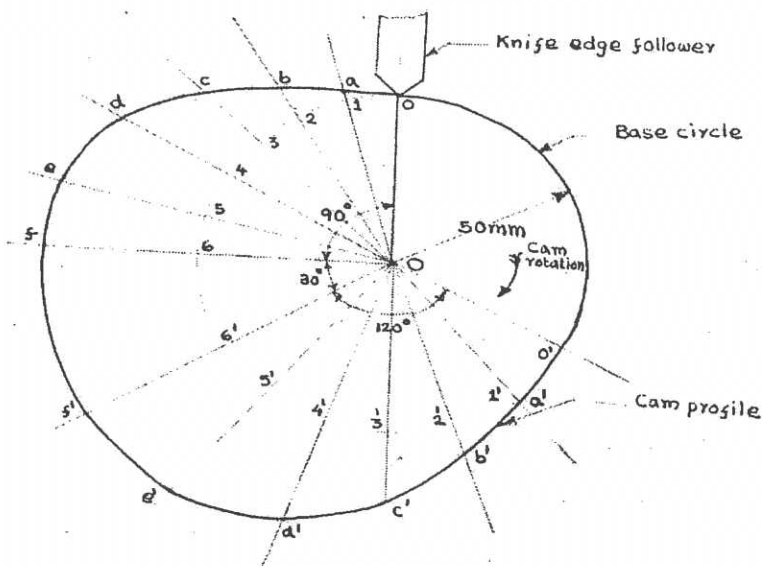 Knife edge follower
c
b
a
d
1
O
2
3
Base circle
e
4
90°
5
50mm
f
6
O
Cam
rotation
30°
120°
6'
O'
5'
1'
a'
4'
3'
2'
Cam profile
f'
b'
e'
c'
d'